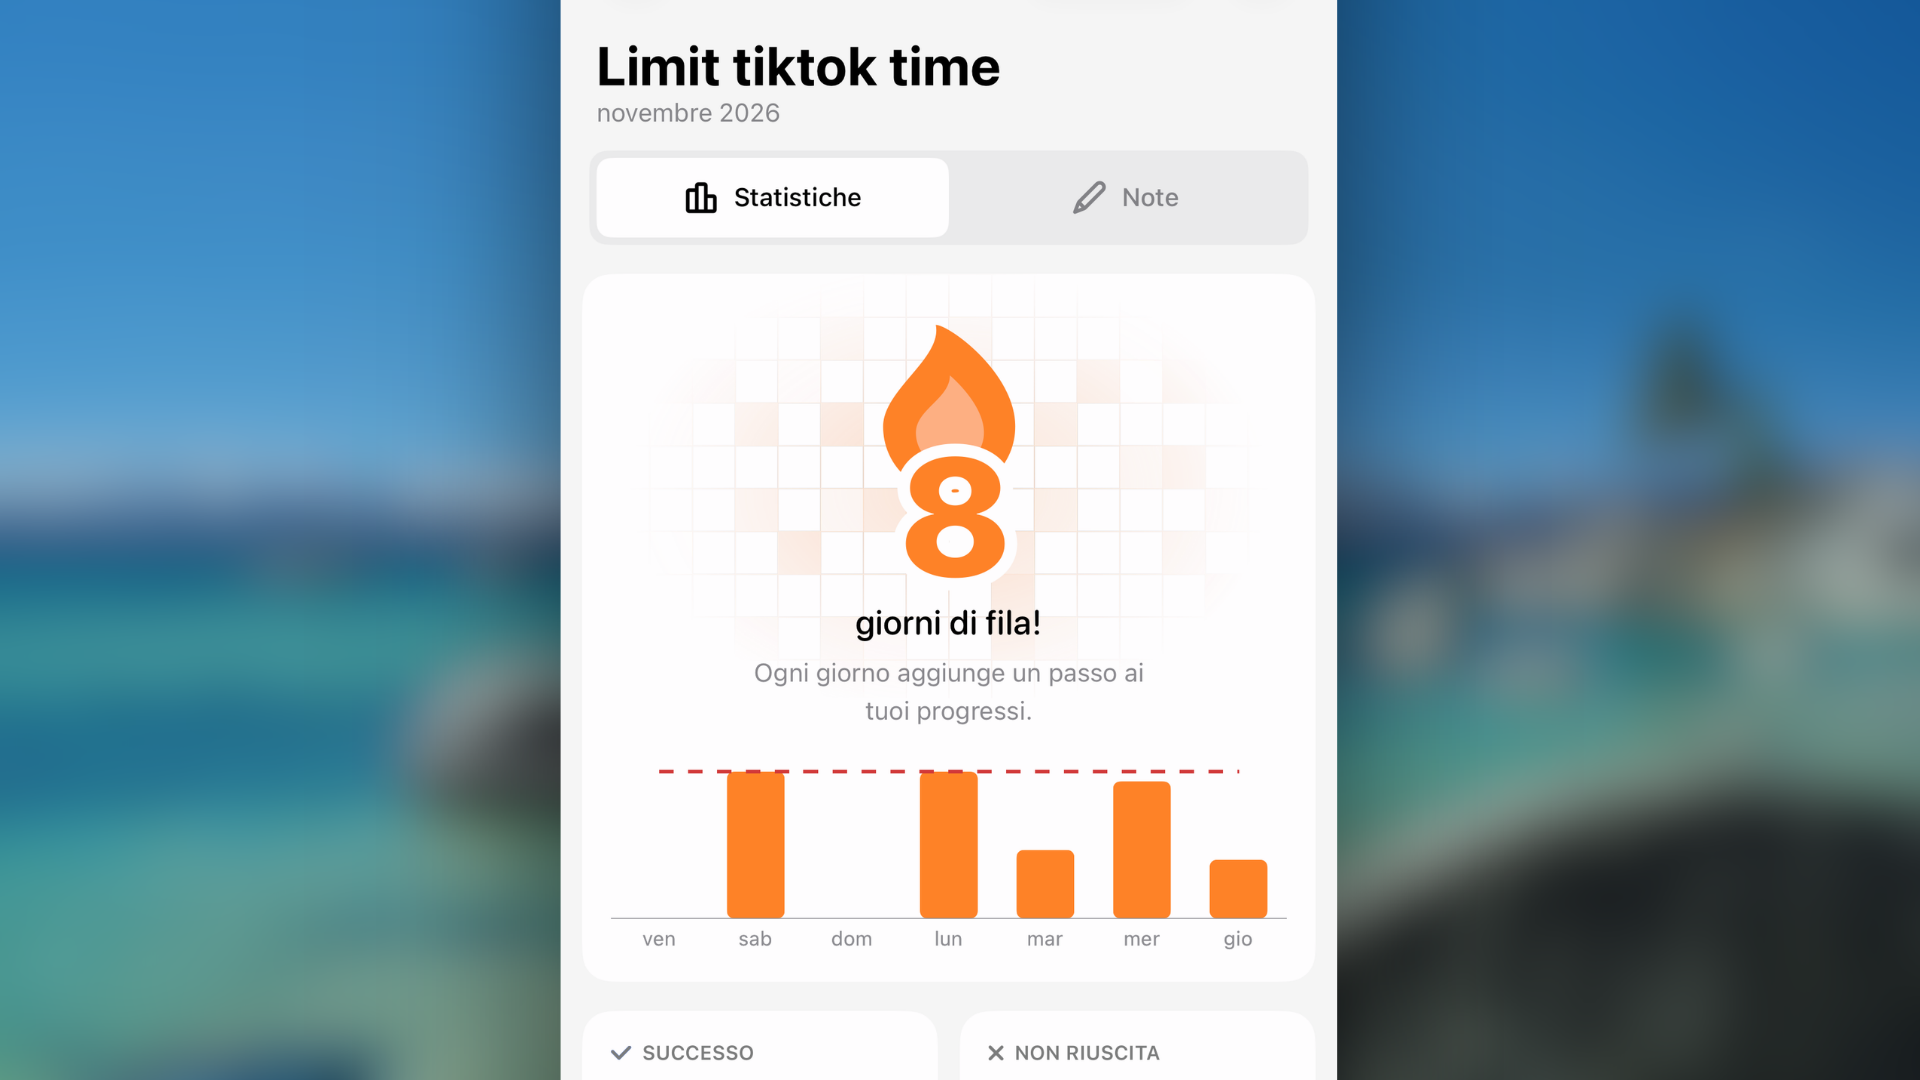 Limit tiktok time
novembre 2026
Statistiche
Note
8
giorni di fila!
Ogni giorno aggiunge un passo ai
tuoi progressi.
ven sab dom lun mar mer gio
SUCCESSO
NON RIUSCITA